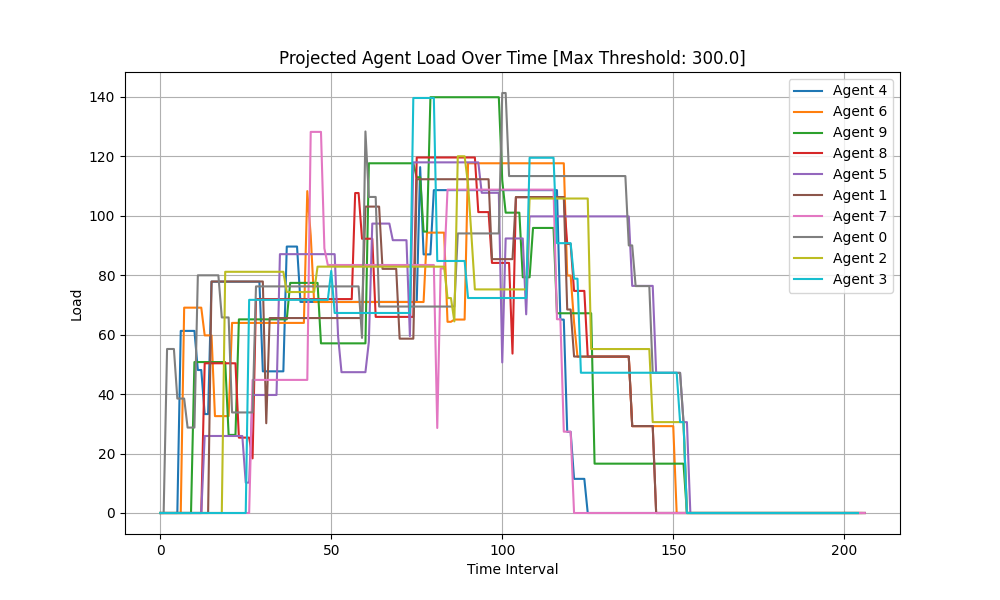 Projected Agent Load Over Time [Max Threshold: 300.0]
Load
140
120
100
80
60
40
20
0
0
50
100
150
200
Time Interval
Agent 4
Agent 6
Agent 9
Agent 8
Agent 5
Agent 1
Agent 7
Agent 0
Agent 2
Agent 3